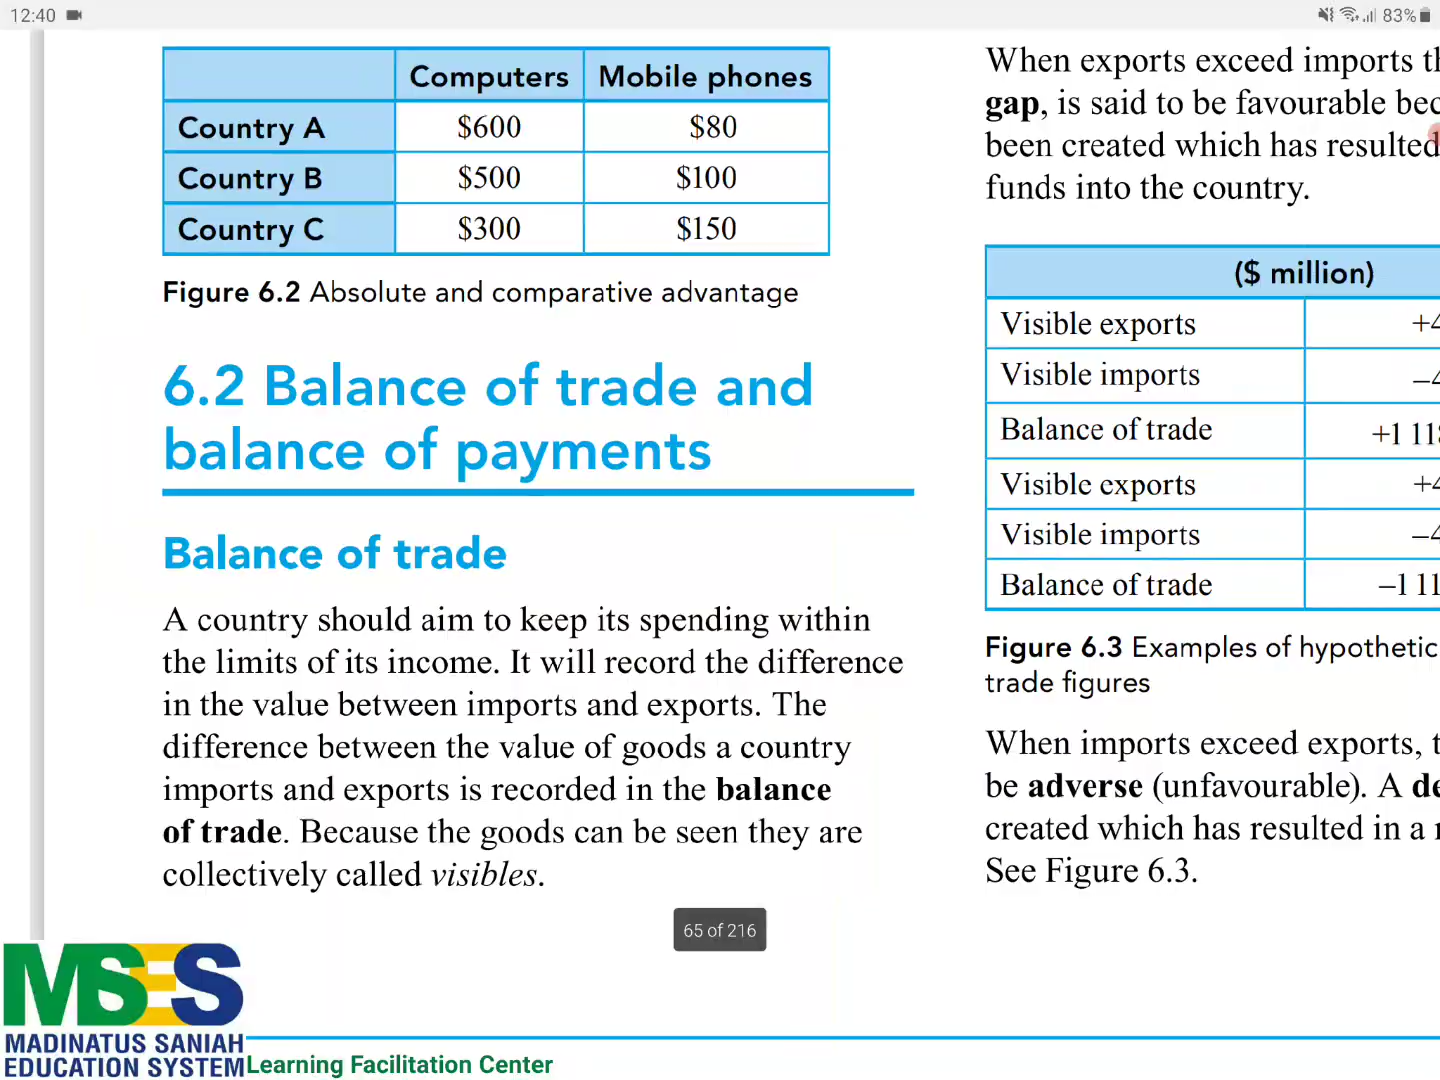 12:40
83%
Computers Mobile phones
Country A $600 $80
Country B $500 $100
Country C $300 $150
Figure 6.2 Absolute and comparative advantage
6.2 Balance of trade and
balance of payments
Balance of trade
A country should aim to keep its spending within
the limits of its income. It will record the difference
in the value between imports and exports. The
difference between the value of goods a country
imports and exports is recorded in the balance
of trade. Because the goods can be seen they are
collectively called visibles.
When exports exceed imports
gap, is said to be favourable
been created which has resulted
funds into the country.
($ million)
Visible exports
Visible imports
Balance of trade
Visible exports
Visible imports
Balance of trade
Figure 6.3 Examples of
trade figures
When imports exceed exports,
be adverse (unfavourable). A
created which has resulted in a
See Figure 6.3.
65 of 216
MSES
MADINATUS SANIAH
EDUCATION SYSTEM
Learning Facilitation Center